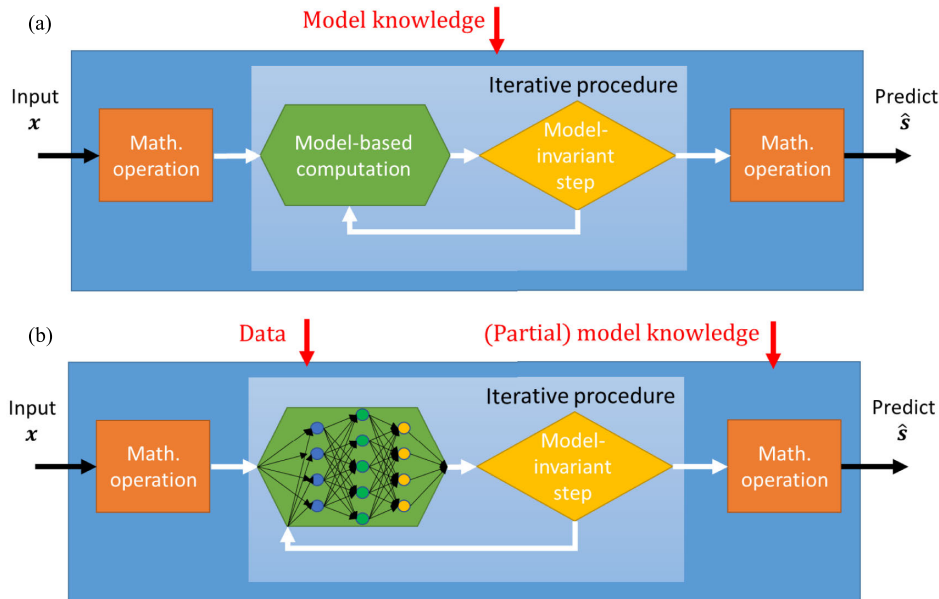 (a)
Model knowledge
Input
x
Math.
operation
Model-based
computation
Iterative procedure
Model-
invariant
step
Math.
operation
Predict
ŝ
(b)
Data
(Partial) model knowledge
Input
x
Math.
operation
Iterative procedure
Model-
invariant
step
Math.
operation
Predict
ŝ